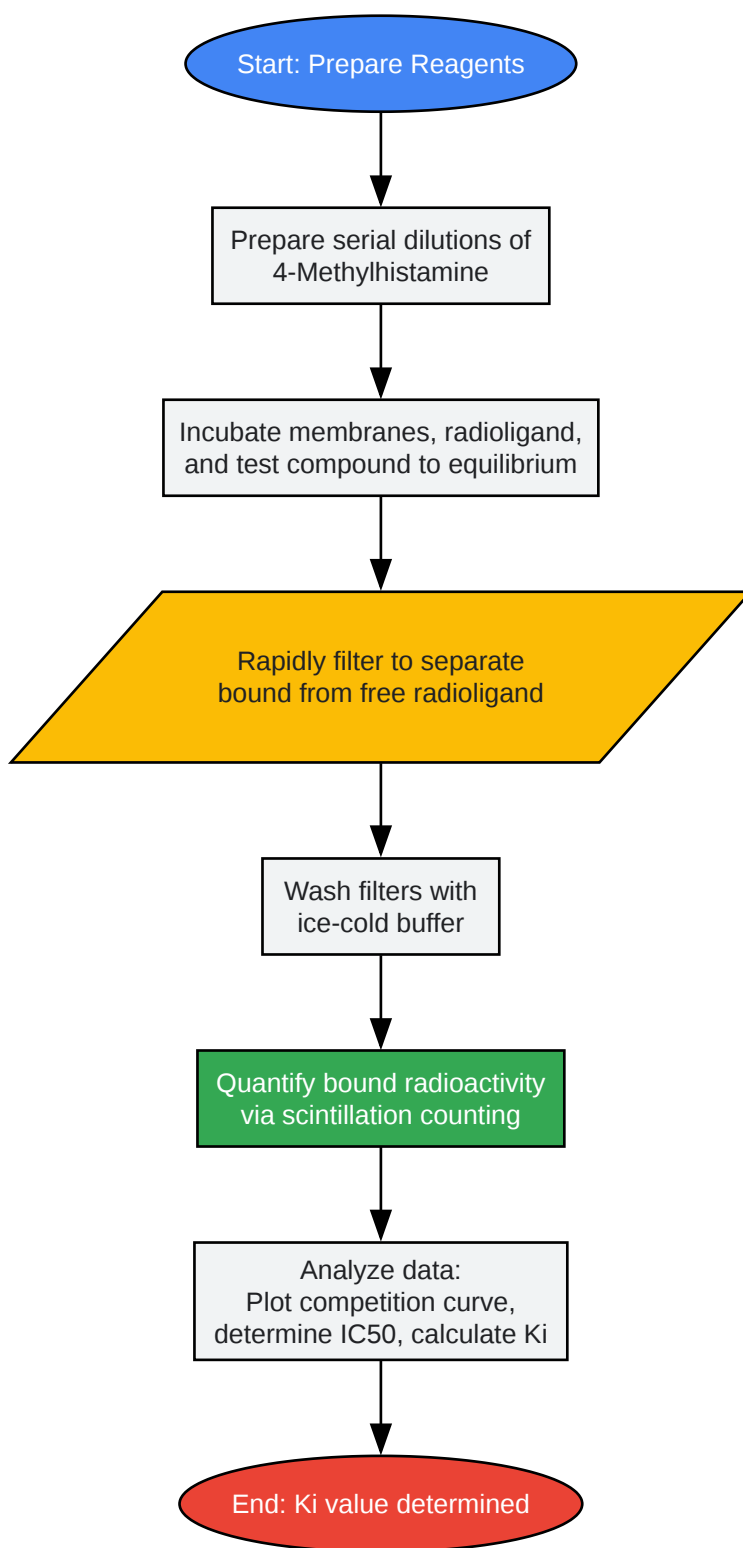 Start: Prepare Reagents
Prepare serial dilutions of
4-Methylhistamine
Incubate membranes, radioligand,
and test compound to equilibrium
Rapidly filter to separate
bound from free radioligand
Wash filters with
ice-cold buffer
Quantify bound radioactivity
via scintillation counting
Analyze data:
Plot competition curve,
determine IC50, calculate Ki
End: Ki value determined